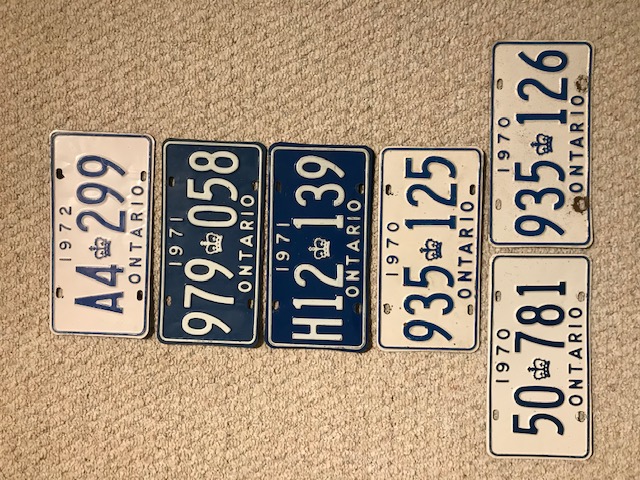 1972
A4 299
ONTARIO
1971
979 058
ONTARIO
1971
H12 139
ONTARIO
1970
935 125
ONTARIO
1970
935 126
ONTARIO
1970
50 781
ONTARIO